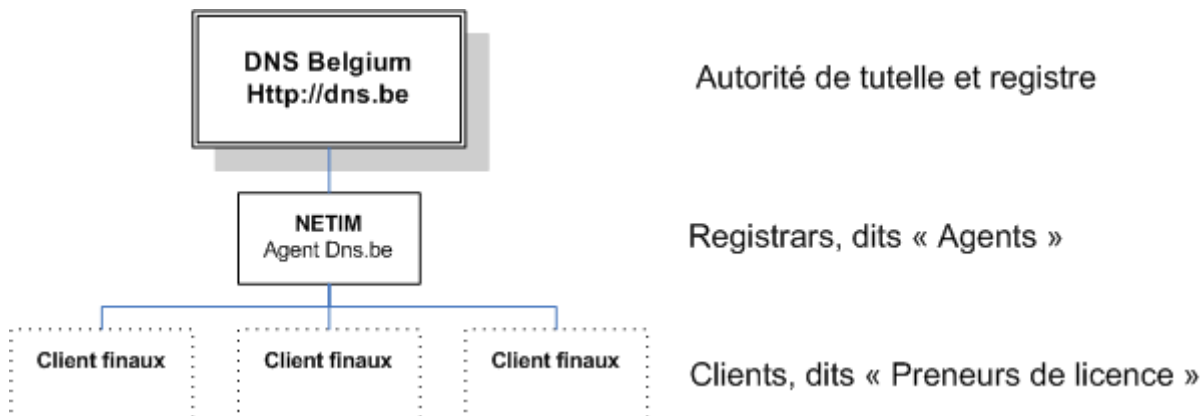 DNS Belgium
Http://dns.be
Autorité de tutelle et registre
NETIM
Agent Dns.be
Registrars, dits « Agents »
Client finaux
Client finaux
Client finaux
Clients, dits « Preneurs de licence »